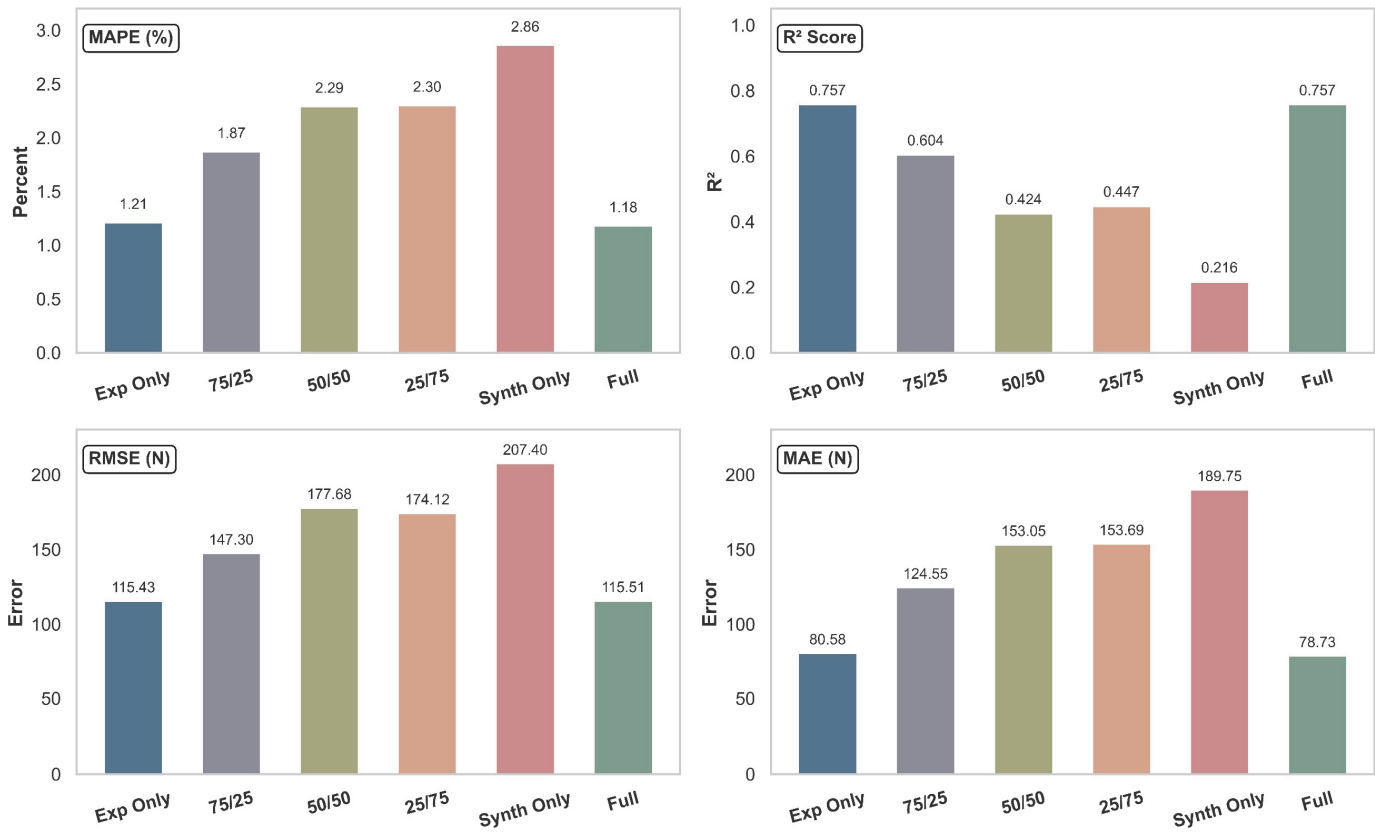 MAPE (%)
Percent
3.0
2.5
2.0
1.5
1.0
0.5
0.0
1.21
1.87
2.29
2.30
2.86
1.18
Exp Only
75/25
50/50
25/75
Synth Only
Full
R² Score
R²
1.0
0.8
0.6
0.4
0.2
0.0
0.757
0.604
0.424
0.447
0.216
0.757
Exp Only
75/25
50/50
25/75
Synth Only
Full
RMSE (N)
Error
200
150
100
50
0
115.43
147.30
177.68
174.12
207.40
115.51
Exp Only
75/25
50/50
25/75
Synth Only
Full
MAE (N)
Error
200
150
100
50
0
80.58
124.55
153.05
153.69
189.75
78.73
Exp Only
75/25
50/50
25/75
Synth Only
Full